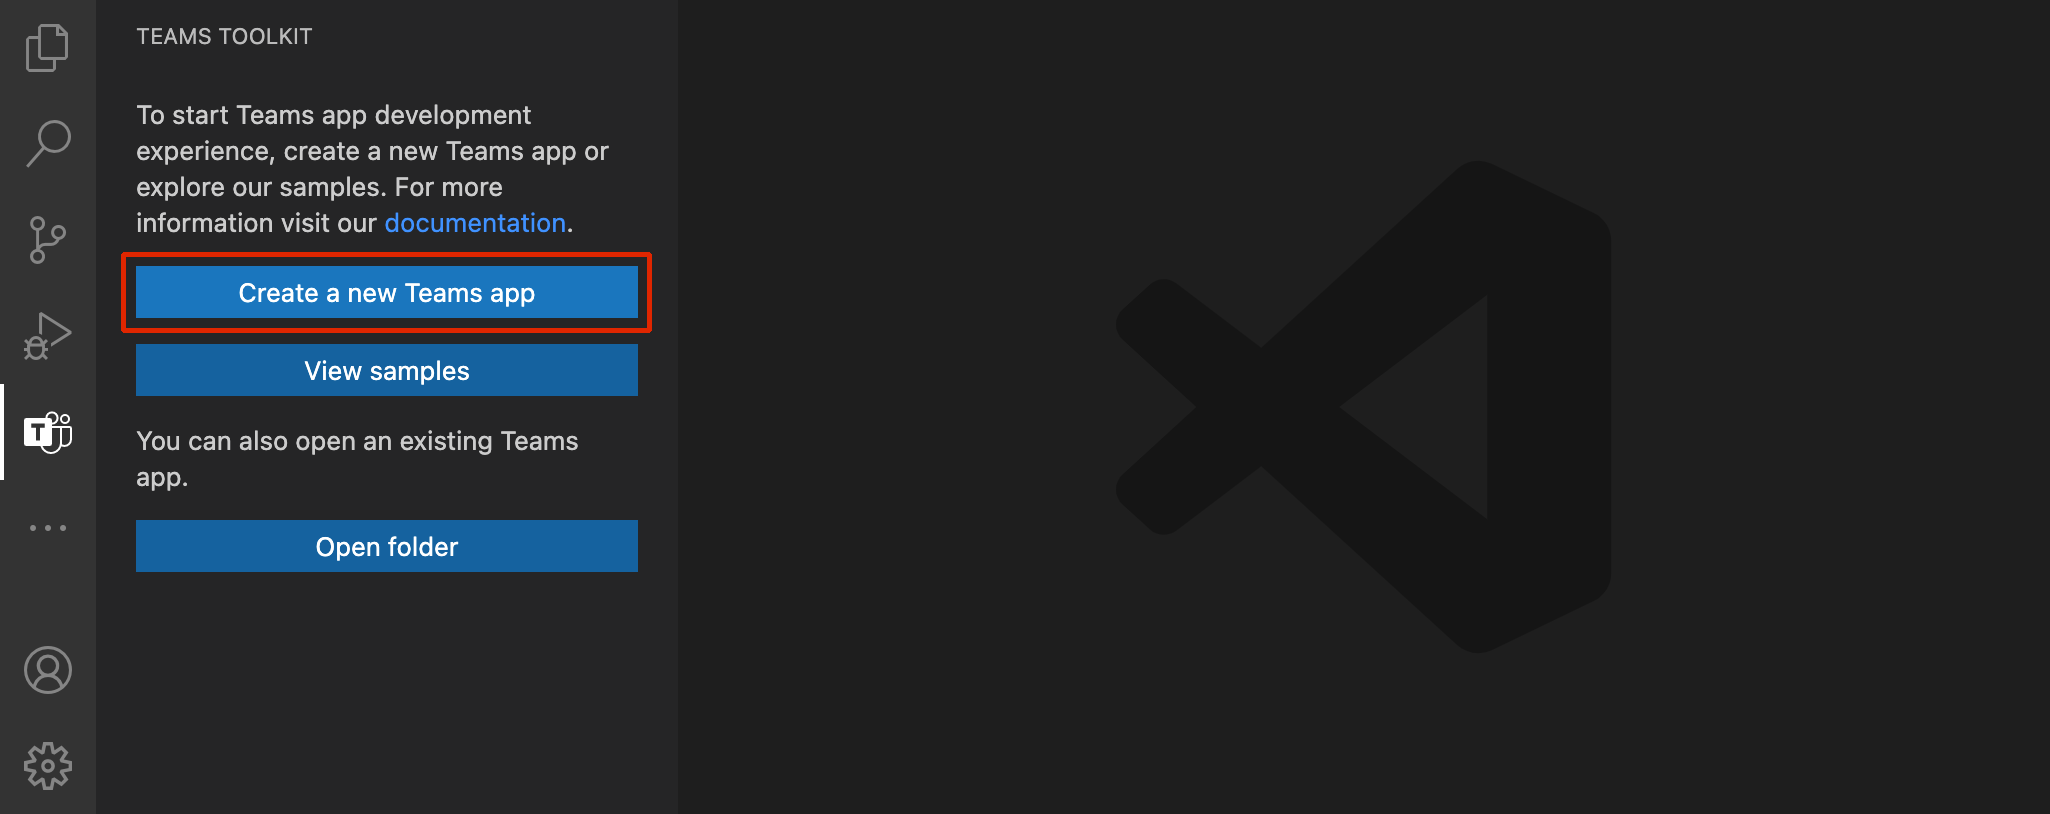 TEAMS TOOLKIT
To start Teams app development
experience, create a new Teams app or
explore our samples. For more
information visit our documentation.
Create a new Teams app
View samples
T
You can also open an existing Teams
app.
Open folder